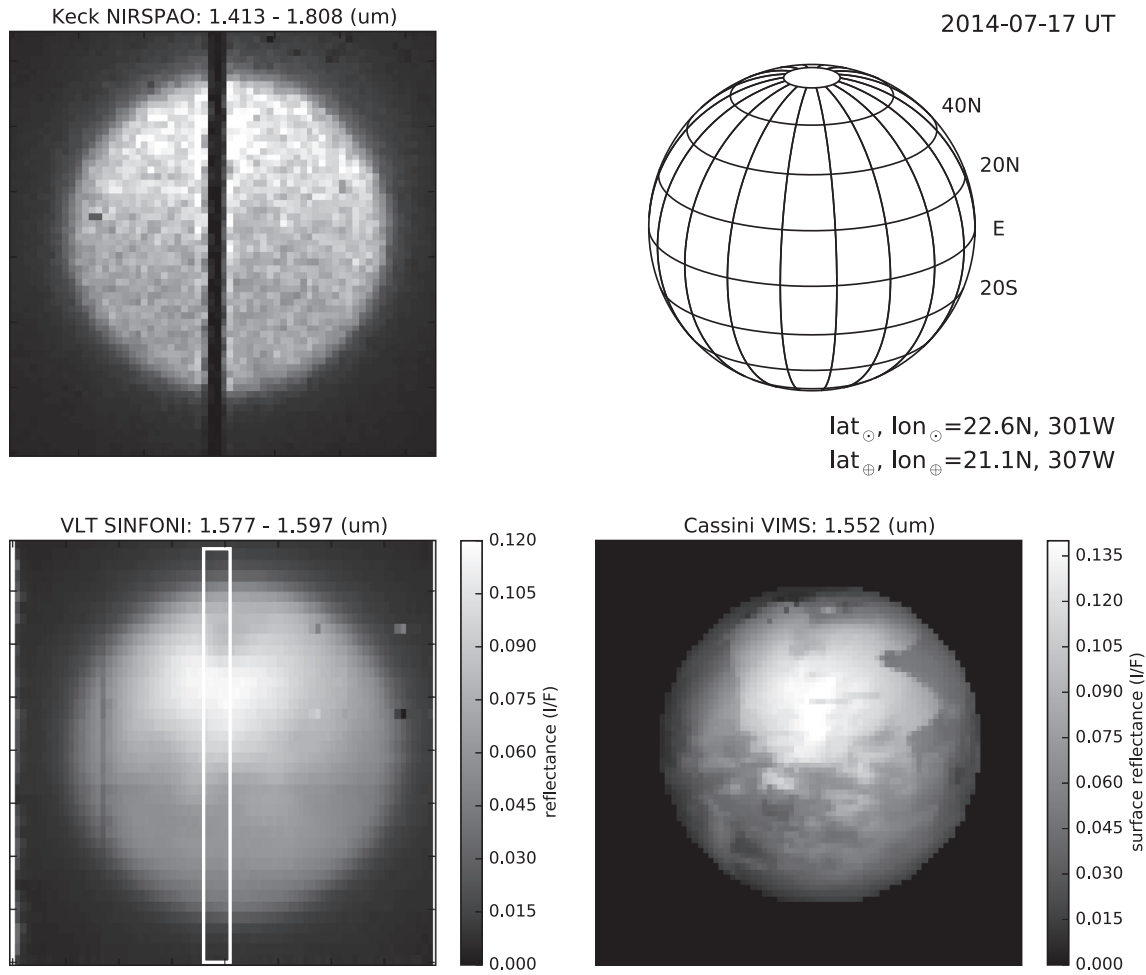 Keck NIRSPAO: 1.413 - 1.808 (um)
2014-07-17 UT
40N
20N
E
20S
lat☉, lon☉=22.6N, 301W
lat⊕, lon⊕=21.1N, 307W
VLT SINFONI: 1.577 - 1.597 (um)
0.120
0.105
0.090
0.075
0.060
0.045
0.030
0.015
0.000
reflectance (I/F)
Cassini VIMS: 1.552 (um)
0.135
0.120
0.105
0.090
0.075
0.060
0.045
0.030
0.015
0.000
surface reflectance (I/F)